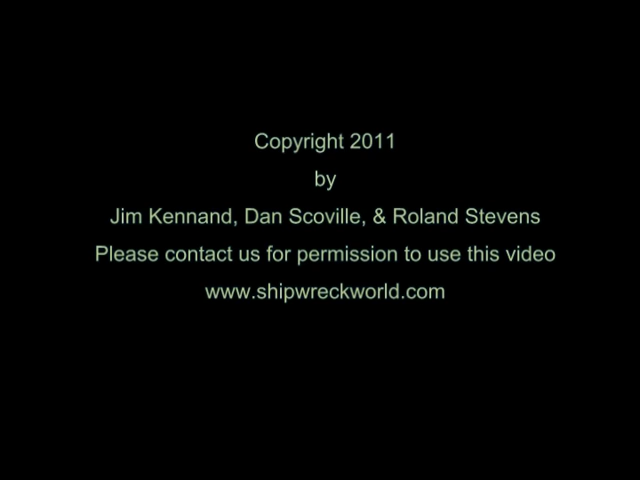 Copyright 2011
by
Jim Kennand, Dan Scoville, & Roland Stevens
Please contact us for permission to use this video
www.shipwreckworld.com